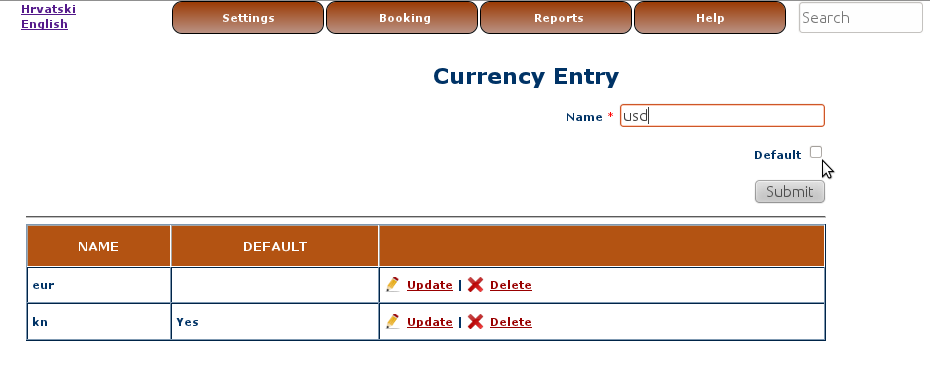 Hrvatski
English
Settings Booking Reports Help Search
Currency Entry
Name * usd
Default
Submit
NAME DEFAULT
eur Update | Delete
kn Yes Update | Delete